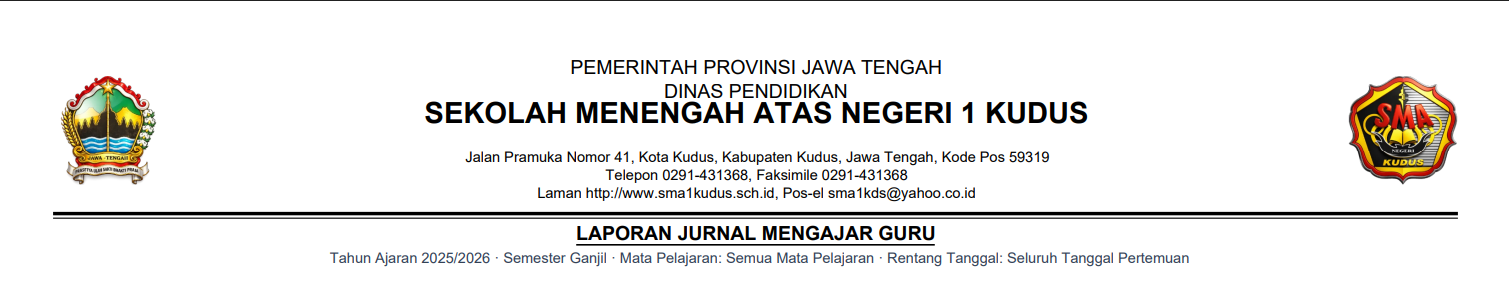 PEMERINTAH PROVINSI JAWA TENGAH
DINAS PENDIDIKAN
SEKOLAH MENENGAH ATAS NEGERI 1 KUDUS
Jalan Pramuka Nomor 41, Kota Kudus, Kabupaten Kudus, Jawa Tengah, Kode Pos 59319
Telepon 0291-431368, Faksimile 0291-431368
Laman http://www.sma1kudus.sch.id, Pos-el sma1kds@yahoo.co.id
JAWA - TENGAH
SMA
NEGERI
KUDUS
LAPORAN JURNAL MENGAJAR GURU
Tahun Ajaran 2025/2026 · Semester Ganjil · Mata Pelajaran: Semua Mata Pelajaran · Rentang Tanggal: Seluruh Tanggal Pertemuan